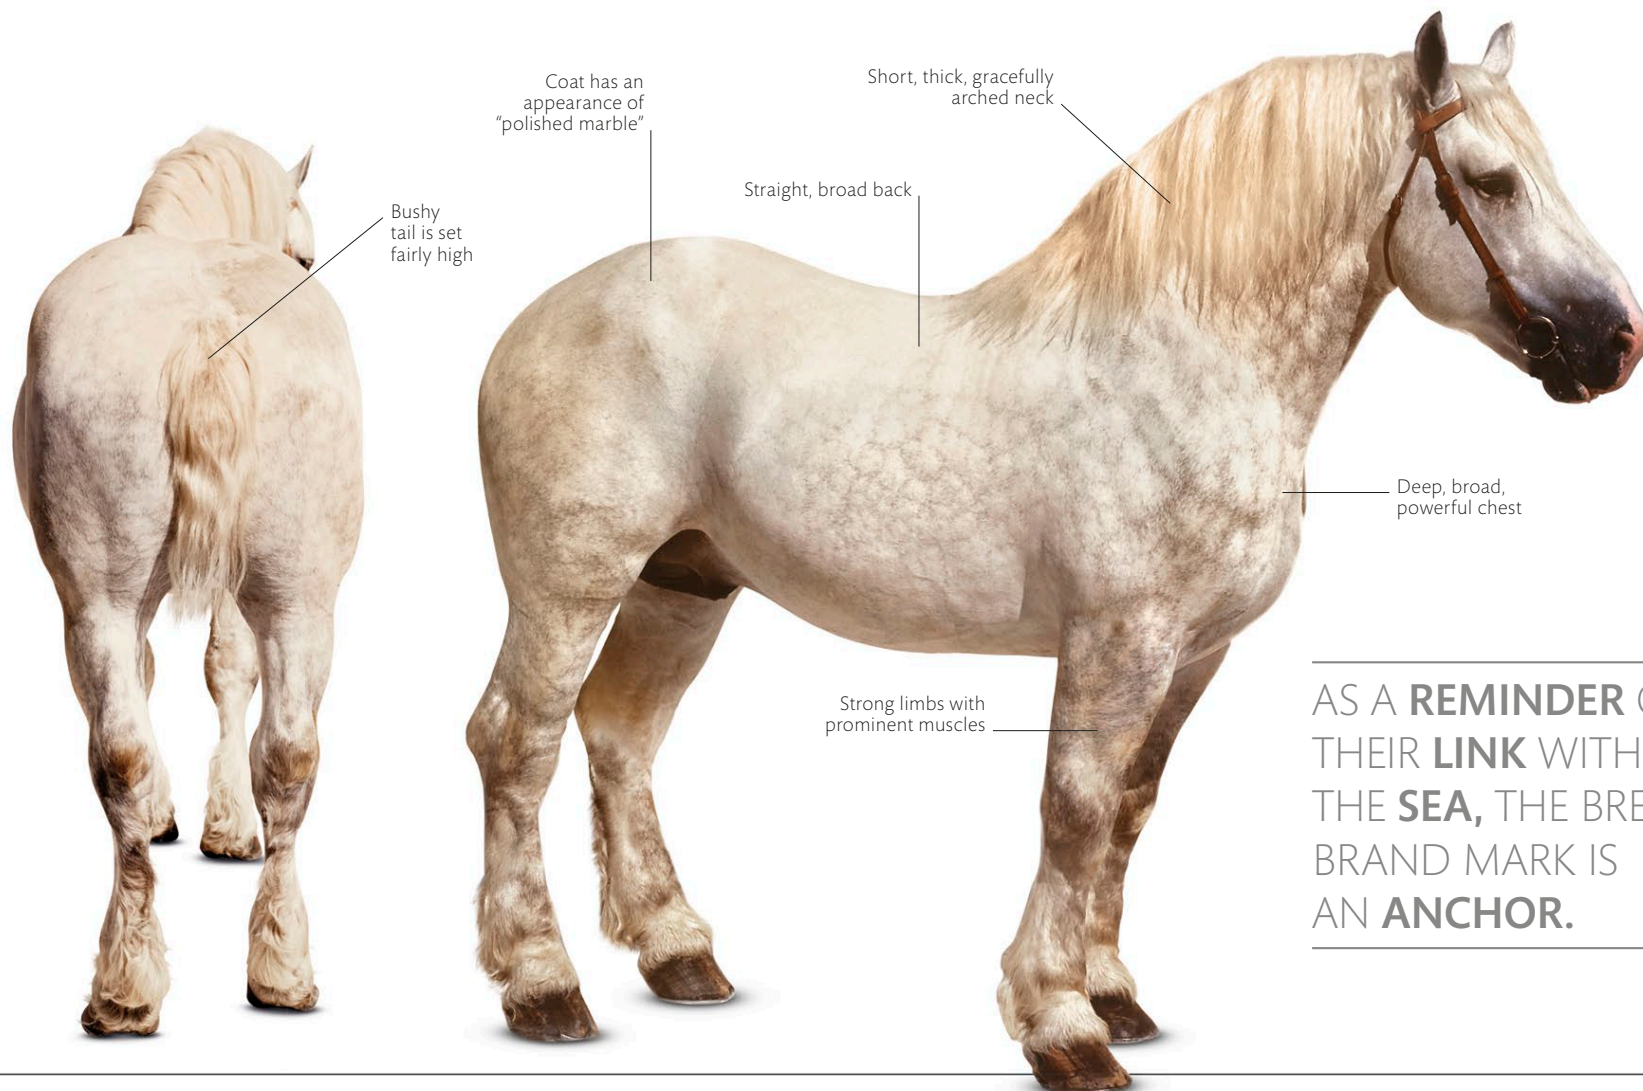 Coat has an
appearance of
“polished marble”
Short, thick, gracefully
arched neck
Straight, broad back
Bushy
tail is set
fairly high
Deep, broad,
powerful chest
Strong limbs with
prominent muscles
AS A REMINDER
THEIR LINK WITH
THE SEA, THE
BRAND MARK IS
AN ANCHOR.